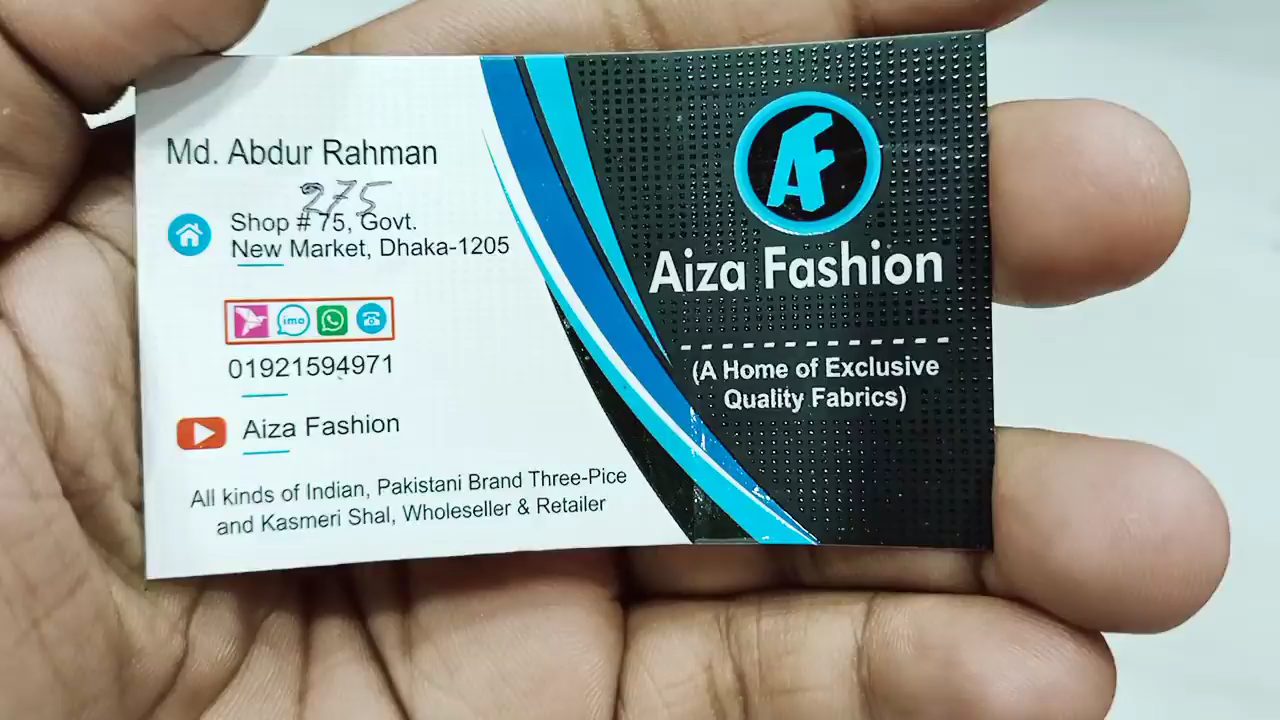 Md. Abdur Rahman
275
Shop # 75, Govt.
New Market, Dhaka-1205
imo
01921594971
Aiza Fashion
All kinds of Indian, Pakistani Brand Three-Pice
and Kasmeri Shal, Wholeseller & Retailer
AF
Aiza Fashion
(A Home of Exclusive
Quality Fabrics)